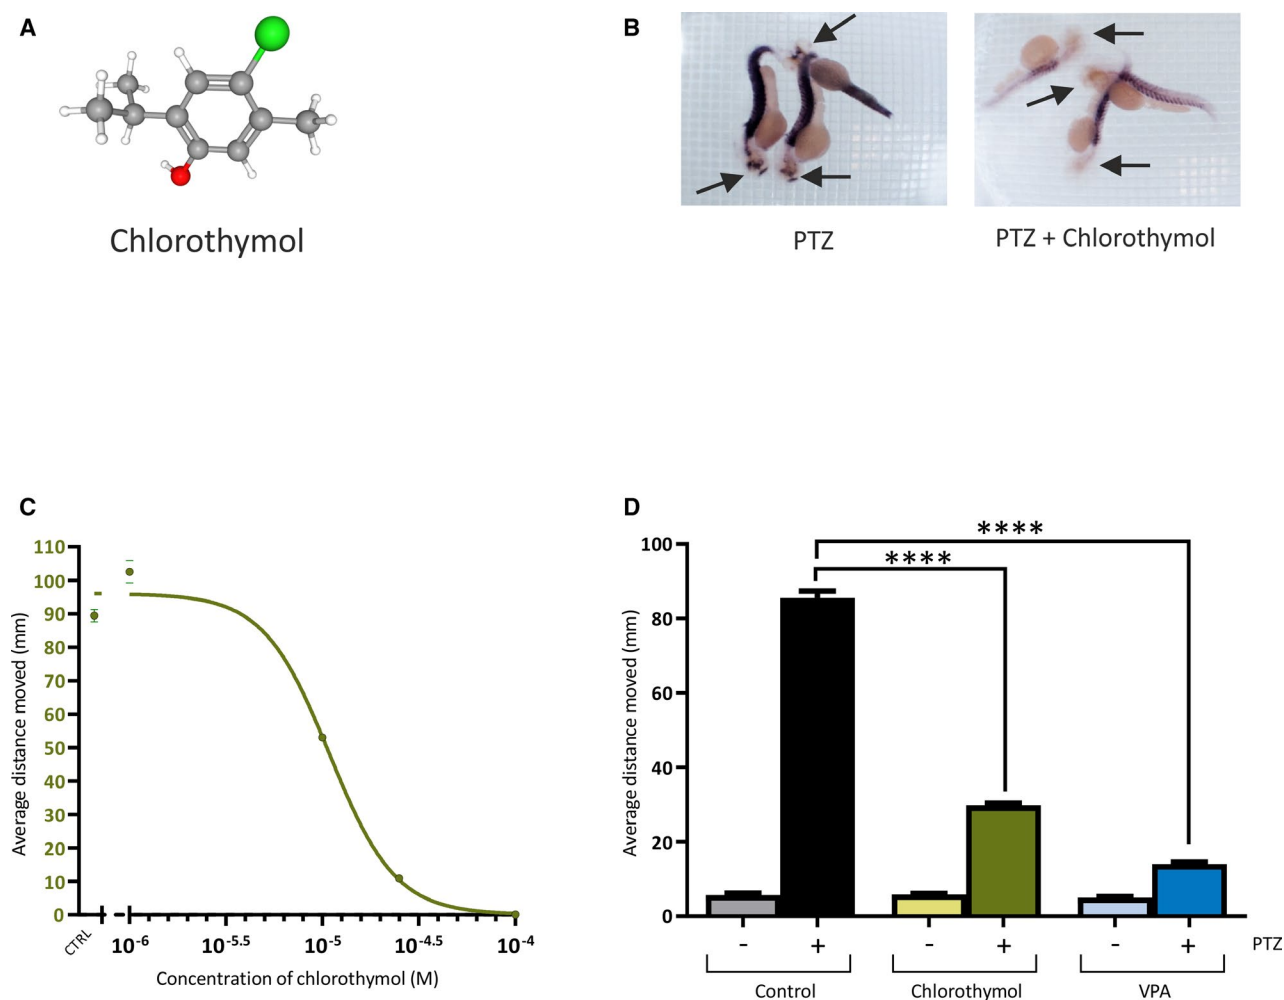 A
Chlorothymol
B
PTZ
PTZ + Chlorothymol
C
Average distance moved (mm)
110
100
90
80
70
60
50
40
30
20
10
0
CTRL
10-6
10-5.5
10-5
10-4.5
10-4
Concentration of chlorothymol (M)
D
Average distance moved (mm)
100
80
60
40
20
0
****
****
- + - + - + PTZ
Control Chlorothymol VPA